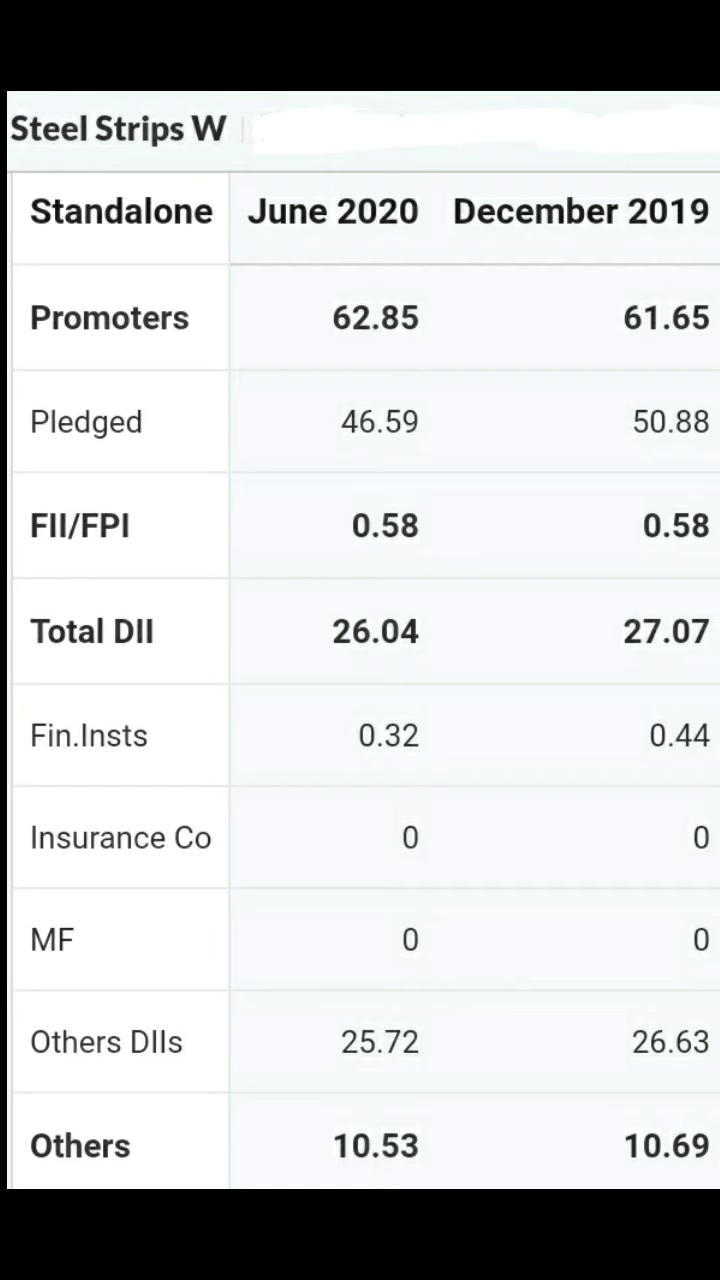 Steel Strips W
Standalone June 2020 December 2019
Promoters 62.85 61.65
Pledged 46.59 50.88
FII/FPI 0.58 0.58
Total DII 26.04 27.07
Fin.Insts 0.32 0.44
Insurance Co 0 0
MF 0 0
Others DIIs 25.72 26.63
Others 10.53 10.69